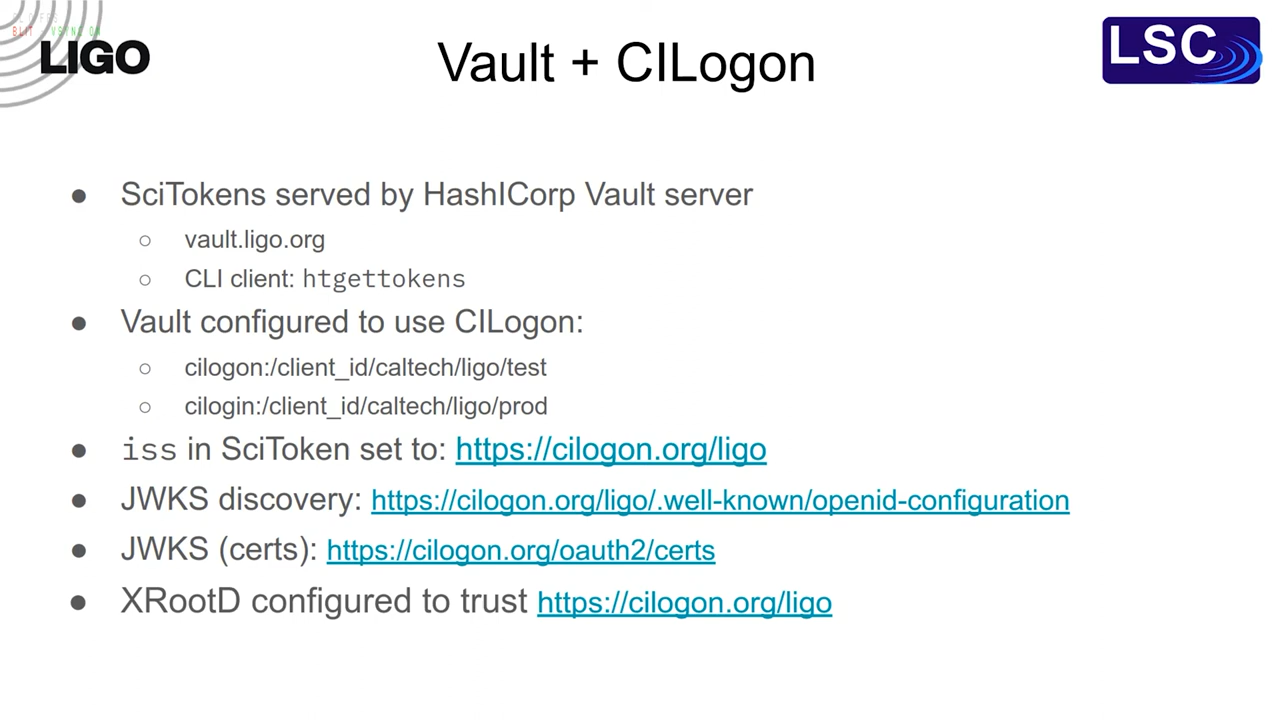 LIGO
Vault + CILogon
LSC
● SciTokens served by HashICorp Vault server
○ vault.ligo.org
○ CLI client: htgettokens
● Vault configured to use CILogon:
○ cilogon:/client_id/caltech/ligo/test
○ cilogin:/client_id/caltech/ligo/prod
● iss in SciToken set to: https://cilogon.org/ligo
● JWKS discovery: https://cilogon.org/ligo/.well-known/openid-configuration
● JWKS (certs): https://cilogon.org/oauth2/certs
● XRootD configured to trust https://cilogon.org/ligo